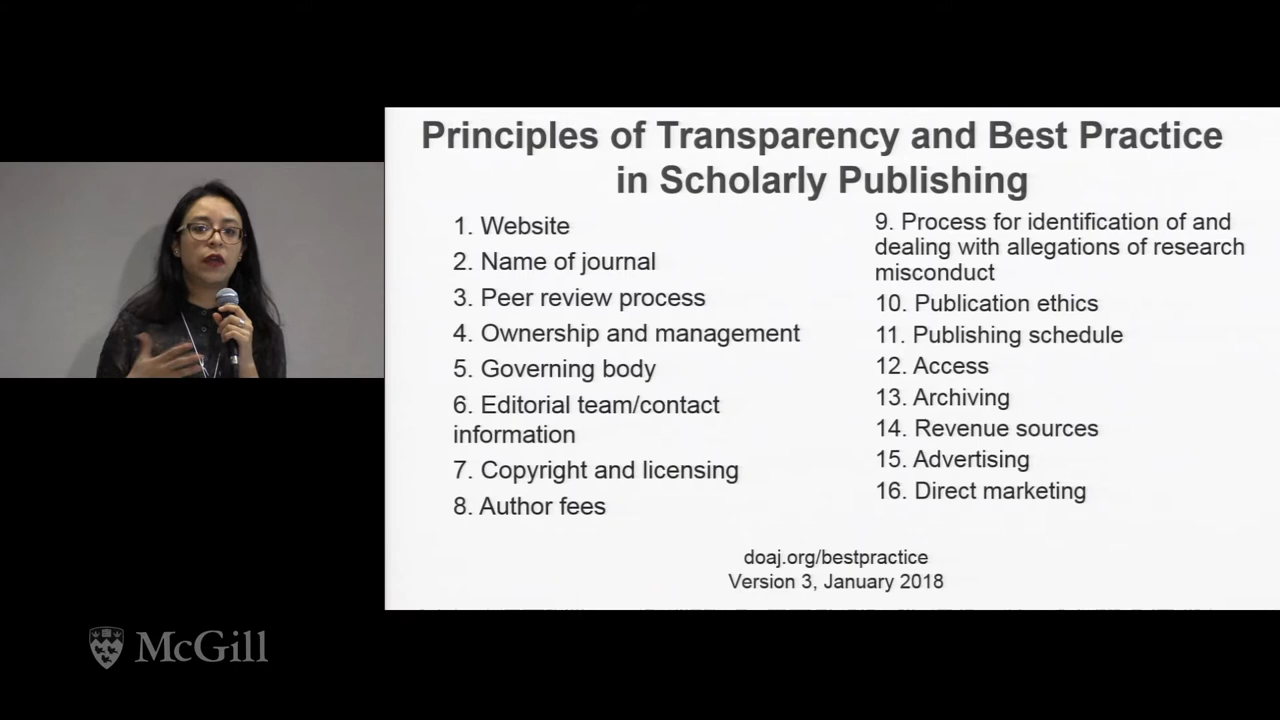 Principles of Transparency and Best Practice
in Scholarly Publishing
1. Website
2. Name of journal
3. Peer review process
4. Ownership and management
5. Governing body
6. Editorial team/contact
information
7. Copyright and licensing
8. Author fees
9. Process for identification of and
dealing with allegations of research
misconduct
10. Publication ethics
11. Publishing schedule
12. Access
13. Archiving
14. Revenue sources
15. Advertising
16. Direct marketing
doaj.org/bestpractice
Version 3, January 2018
McGill